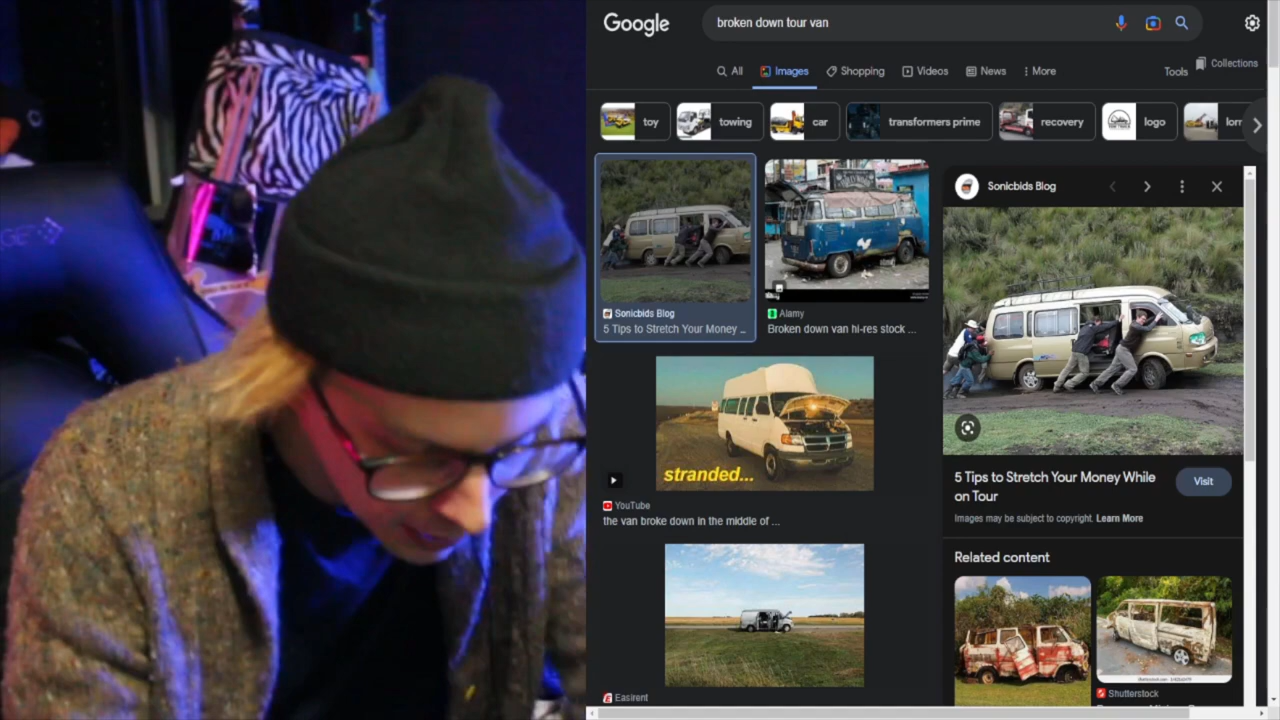 Google
broken down tour van
All
Images
Shopping
Videos
News
More
Tools
Collections
toy
towing
car
transformers prime
recovery
logo
lorr
Sonicbids Blog
5 Tips to Stretch Your Money ...
Alamy
Broken down van hi-res stock ...
stranded...
YouTube
the van broke down in the middle of ...
Easirent
Sonicbids Blog
5 Tips to Stretch Your Money While
on Tour
Visit
Images may be subject to copyright. Learn More
Related content
Shutterstock